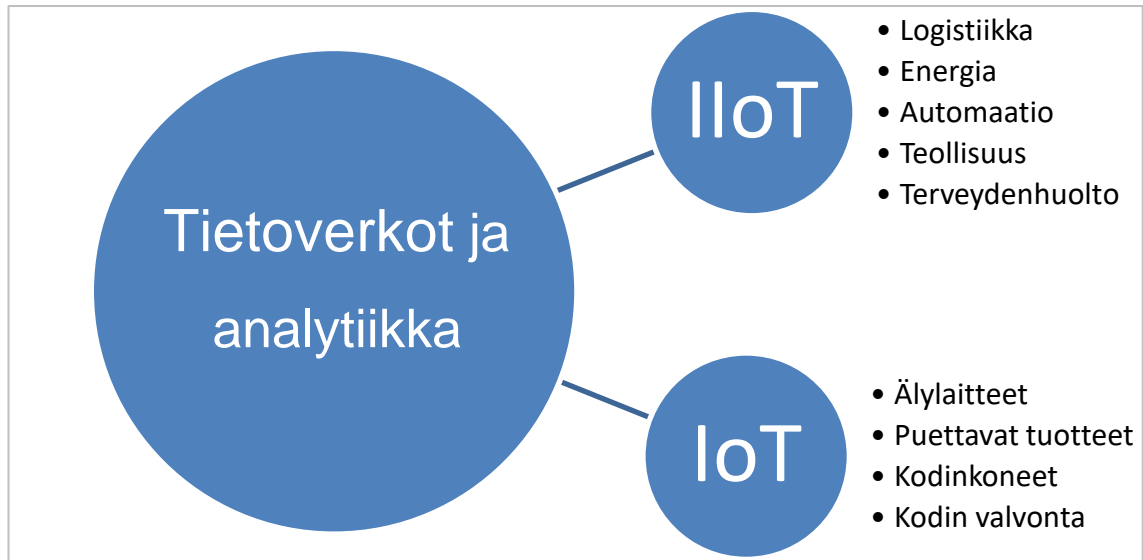 Tietoverkot ja
analytiikka
IIoT
• Logistiikka
• Energia
• Automaatio
• Teollisuus
• Terveydenhuolto
IoT
• Älylaitteet
• Puettavat tuotteet
• Kodinkoneet
• Kodin valvonta